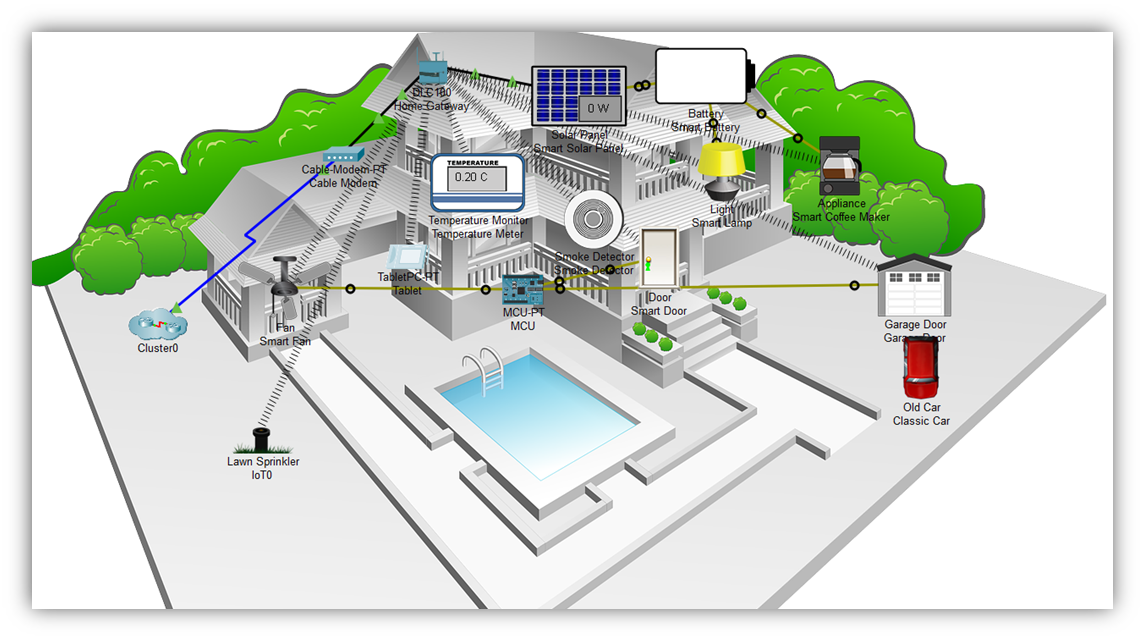 DLC100
Home Gateway
0 W
Solar Panel
Smart Solar Panel
Battery
Smart Battery
Cable-Modem-PT
Cable Modem
TEMPERATURE
0.20 C
Temperature Monitor
Temperature Meter
Light
Smart Lamp
Appliance
Smart Coffee Maker
Smoke Detector
Smoke Detector
TabletPC-PT
Tablet
MCU-PT
MCU
Door
Smart Door
Fan
Smart Fan
Cluster0
Garage Door
Garage Door
Old Car
Classic Car
Lawn Sprinkler
IoT0